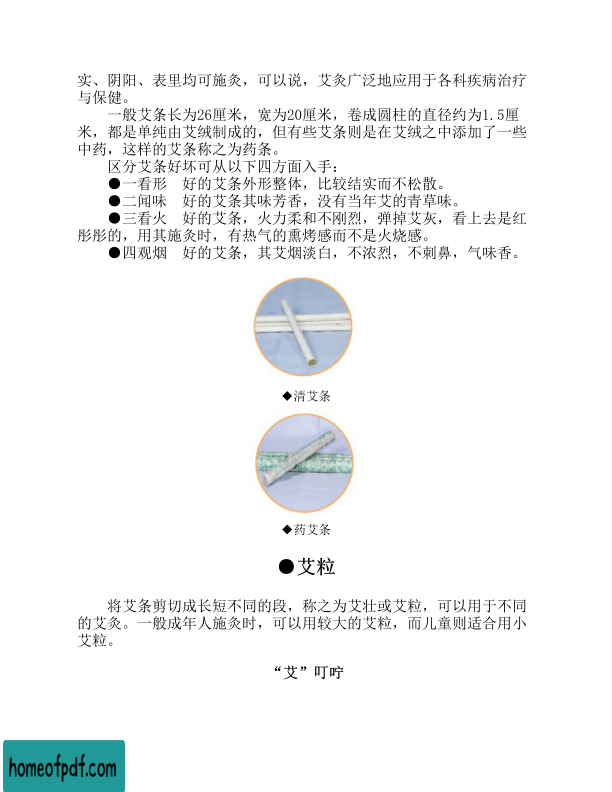 实、阴阳、表里均可施灸，可以说，艾灸广泛地应用于各科疾病治疗
与保健。
一般艾条长为26厘米，宽为20厘米，卷成圆柱的直径约为1.5厘
米，都是单纯由艾绒制成的，但有些艾条则是在艾绒之中添加了一些
中药，这样的艾条称之为药条。
区分艾条好坏可从以下四方面入手：
●一看形　好的艾条外形整体，比较结实而不松散。
●二闻味　好的艾条其味芳香，没有当年艾的青草味。
●三看火　好的艾条，火力柔和不刚烈，弹掉艾灰，看上去是红
彤彤的，用其施灸时，有热气的熏烤感而不是火烧感。
●四观烟　好的艾条，其艾烟淡白，不浓烈，不刺鼻，气味香。
◆清艾条
◆药艾条
●艾粒
将艾条剪切成长短不同的段，称之为艾壮或艾粒，可以用于不同
的艾灸。一般成年人施灸时，可以用较大的艾粒，而儿童则适合用小
艾粒。
“艾”叮咛
homeofpdf.com